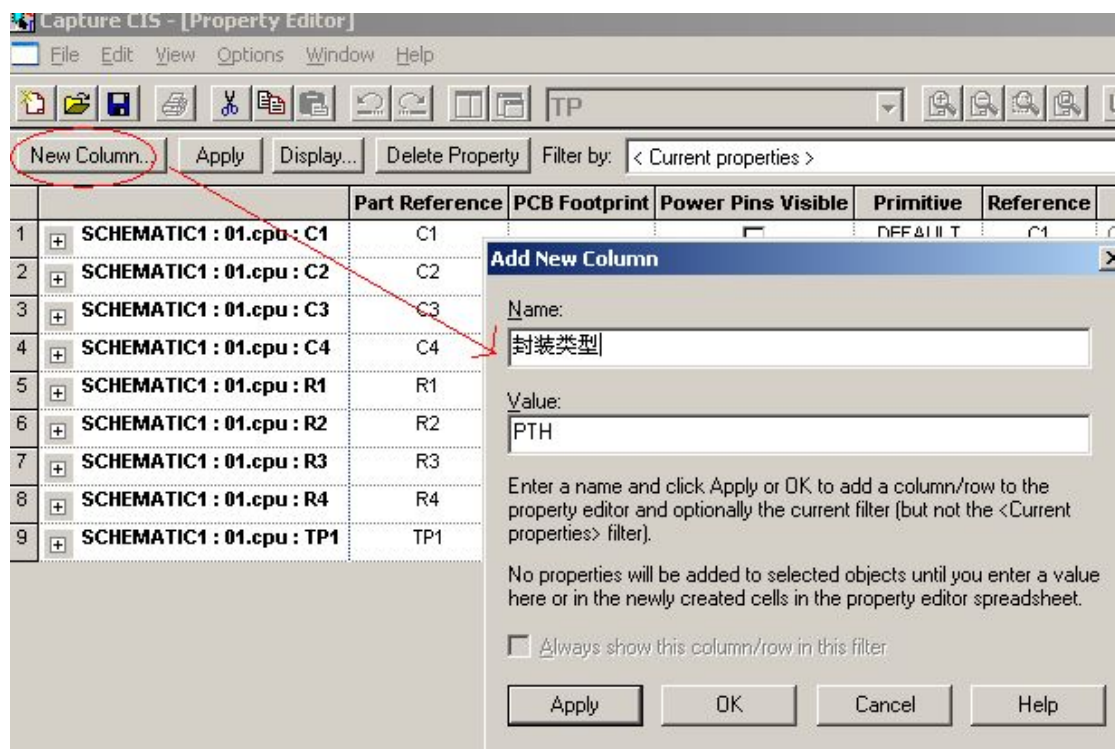 Capture CIS - [Property Editor]
File Edit View Options Window Help
TP
New Column... Apply Display... Delete Property Filter by: < Current properties >
Part Reference PCB Footprint Power Pins Visible Primitive Reference
1 SCHEMATIC1 : 01.cpu : C1 C1 DEFAULT C1
2 SCHEMATIC1 : 01.cpu : C2 C2
3 SCHEMATIC1 : 01.cpu : C3 C3
4 SCHEMATIC1 : 01.cpu : C4 C4
5 SCHEMATIC1 : 01.cpu : R1 R1
6 SCHEMATIC1 : 01.cpu : R2 R2
7 SCHEMATIC1 : 01.cpu : R3 R3
8 SCHEMATIC1 : 01.cpu : R4 R4
9 SCHEMATIC1 : 01.cpu : TP1 TP1
Add New Column
Name:
封装类型
Value:
PTH
Enter a name and click Apply or OK to add a column/row to the
property editor and optionally the current filter (but not the <Current
properties> filter).
No properties will be added to selected objects until you enter a value
here or in the newly created cells in the property editor spreadsheet.
Always show this column/row in this filter
Apply OK Cancel Help